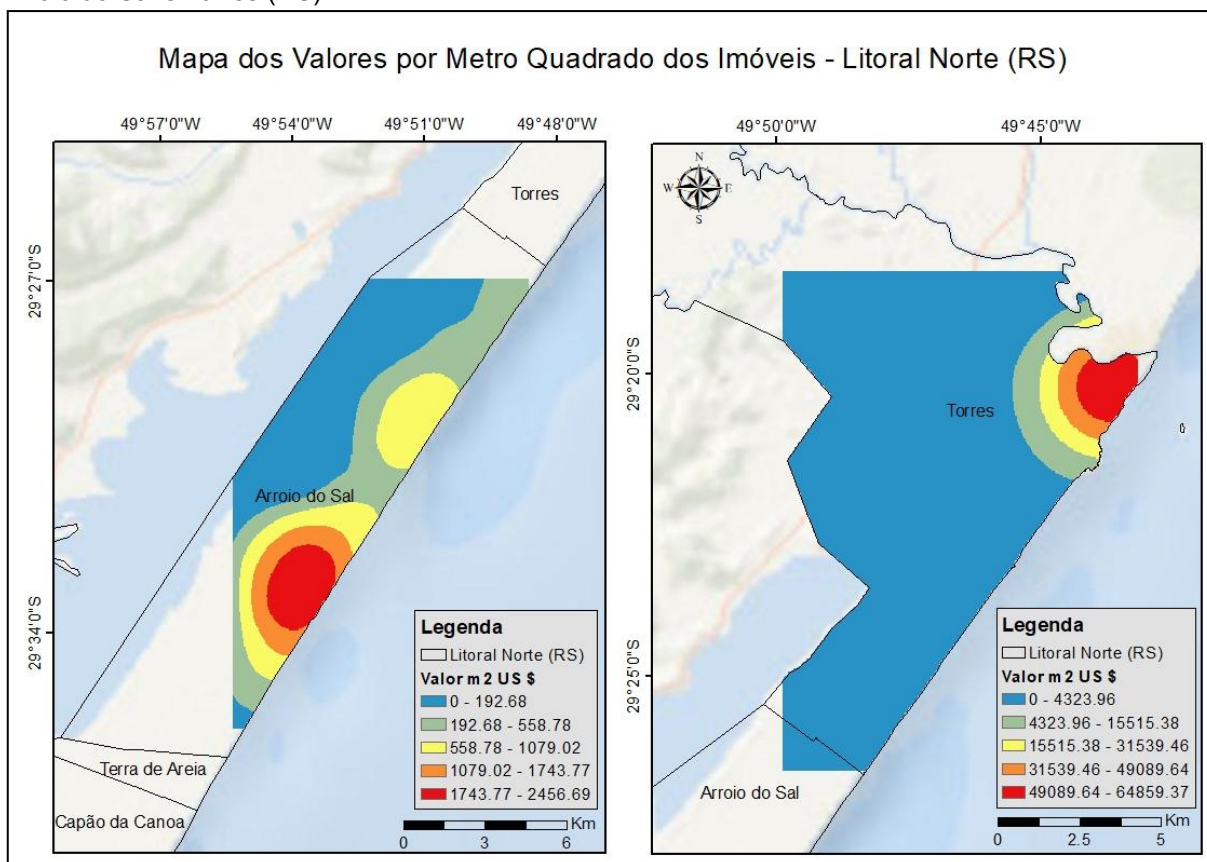 Mapa dos Valores por Metro Quadrado dos Imóveis - Litoral Norte (RS)
49°57'0"W
49°54'0"W
49°51'0"W
49°48'0"W
29°27'0"S
29°34'0"S
Torres
Arroio do Sal
Terra de Areia
Capão da Canoa
Legenda
Litoral Norte (RS)
Valor m2 US $
0 - 192.68
192.68 - 558.78
558.78 - 1079.02
1079.02 - 1743.77
1743.77 - 2456.69
Km
0 3 6
49°50'0"W
49°45'0"W
N
W E
S
29°20'0"S
29°25'0"S
Torres
Arroio do Sal
Legenda
Litoral Norte (RS)
Valor m2 US $
0 - 4323.96
4323.96 - 15515.38
15515.38 - 31539.46
31539.46 - 49089.64
49089.64 - 64859.37
Km
0 2.5 5